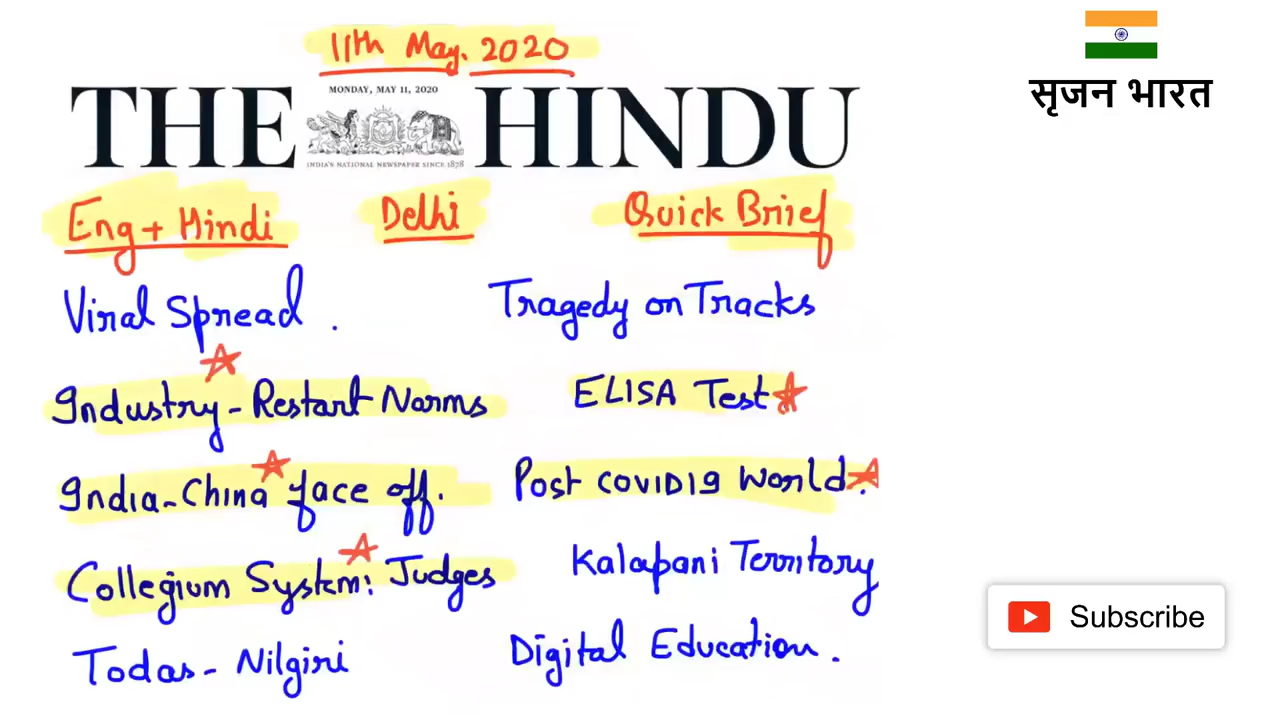 11th May. 2020
MONDAY, MAY 11, 2020
THE HINDU
INDIA'S NATIONAL NEWSPAPER SINCE 1878
सृजन भारत
Eng + Hindi Delhi Quick Brief
Viral Spread . Tragedy on Tracks
Industry - Restart Norms ELISA Test
India-China face off. Post COVID19 World.
Collegium System: Judges Kalapani Territory
Todas - Nilgiri Digital Education.
Subscribe